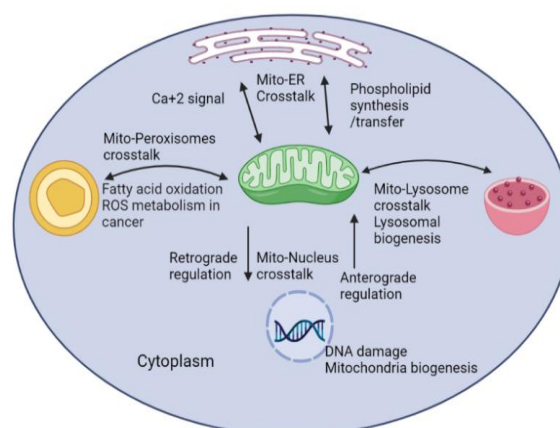 Mito-ER
Crosstalk
Ca+2 signal
Phospholipid
synthesis
/transfer
Mito-Peroxisomes
crosstalk
Fatty acid oxidation
ROS metabolism in
cancer
Mito-Lysosome
crosstalk
Lysosomal
biogenesis
Retrograde
regulation
Mito-Nucleus
crosstalk
Anterograde
regulation
DNA damage
Mitochondria biogenesis
Cytoplasm